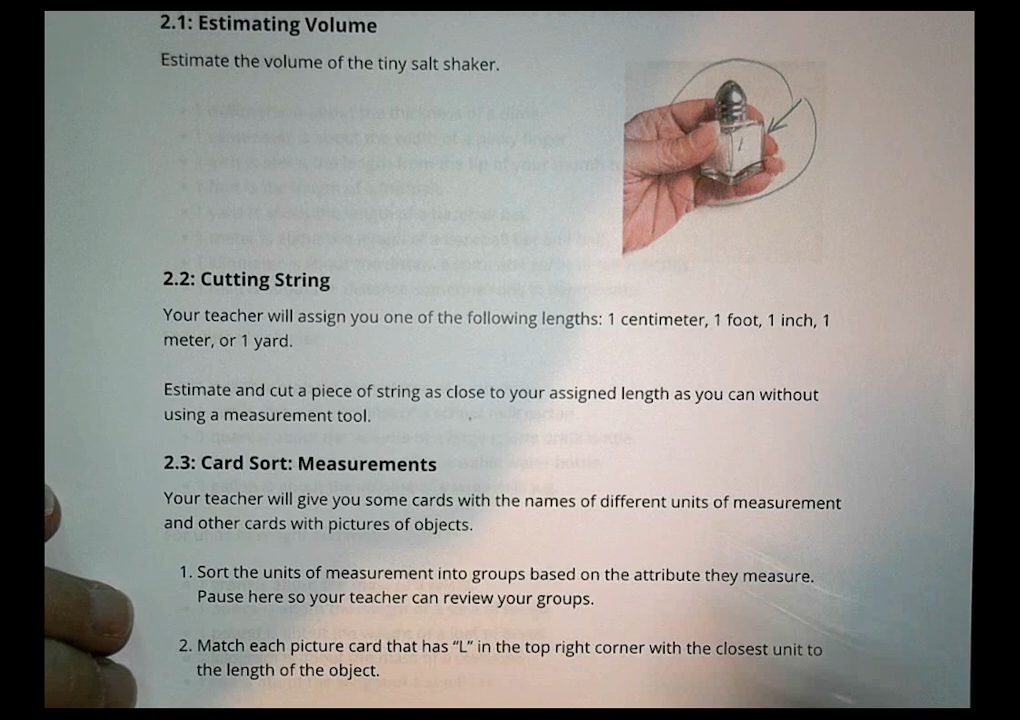 2.1: Estimating Volume
Estimate the volume of the tiny salt shaker.
2.2: Cutting String
Your teacher will assign you one of the following lengths: 1 centimeter, 1 foot, 1 inch, 1
meter, or 1 yard.
Estimate and cut a piece of string as close to your assigned length as you can without
using a measurement tool.
2.3: Card Sort: Measurements
Your teacher will give you some cards with the names of different units of measurement
and other cards with pictures of objects.
1. Sort the units of measurement into groups based on the attribute they measure.
Pause here so your teacher can review your groups.
2. Match each picture card that has “L” in the top right corner with the closest unit to
the length of the object.